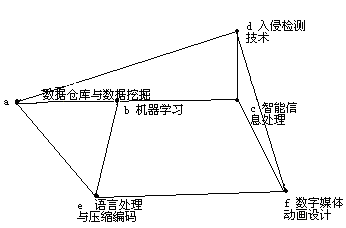 d 入侵检测
技术
数据仓库与数据挖掘
a
b 机器学习
c 智能信
息处理
e 语言处理
与压缩编码
f 数字媒体
动画设计